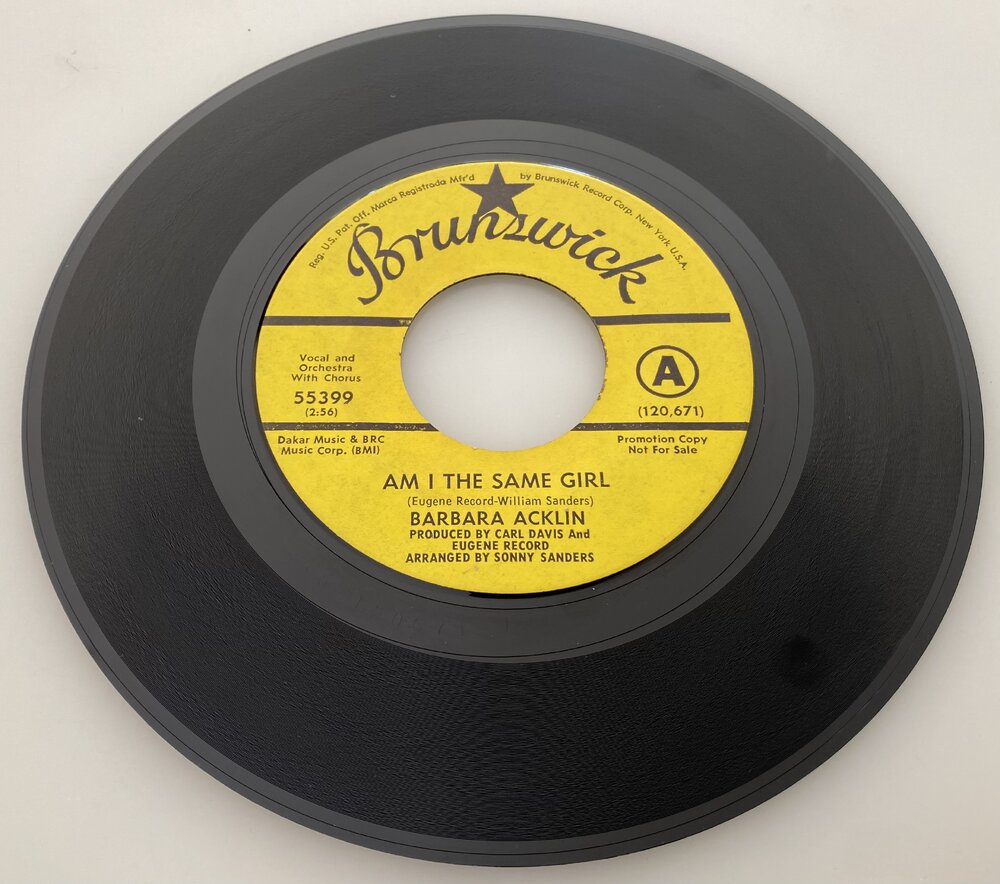 Reg. U.S. Pat. Off. Marca Registrada Mfr'd by Brunswick Record Corp. New York U.S.A.
Brunswick
Vocal and
Orchestra
With Chorus
55399
(2:56)
A
(120,671)
Dakar Music & BRC
Music Corp. (BMI)
Promotion Copy
Not For Sale
AM I THE SAME GIRL
(Eugene Record-William Sanders)
BARBARA ACKLIN
PRODUCED BY CARL DAVIS And
EUGENE RECORD
ARRANGED BY SONNY SANDERS